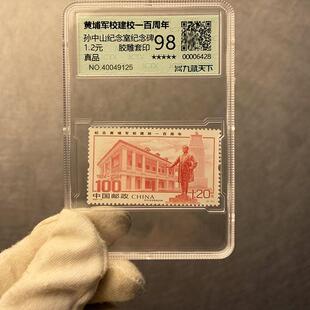 黄埔军校建校一百周年
孙中山纪念室纪念碑
1.2元 胶雕套印
真品
NO.40049125
98
★★★★★
00006428
九藏天下
纪念黄埔军校建校一百周年
100
1.20
中国邮政 CHINA